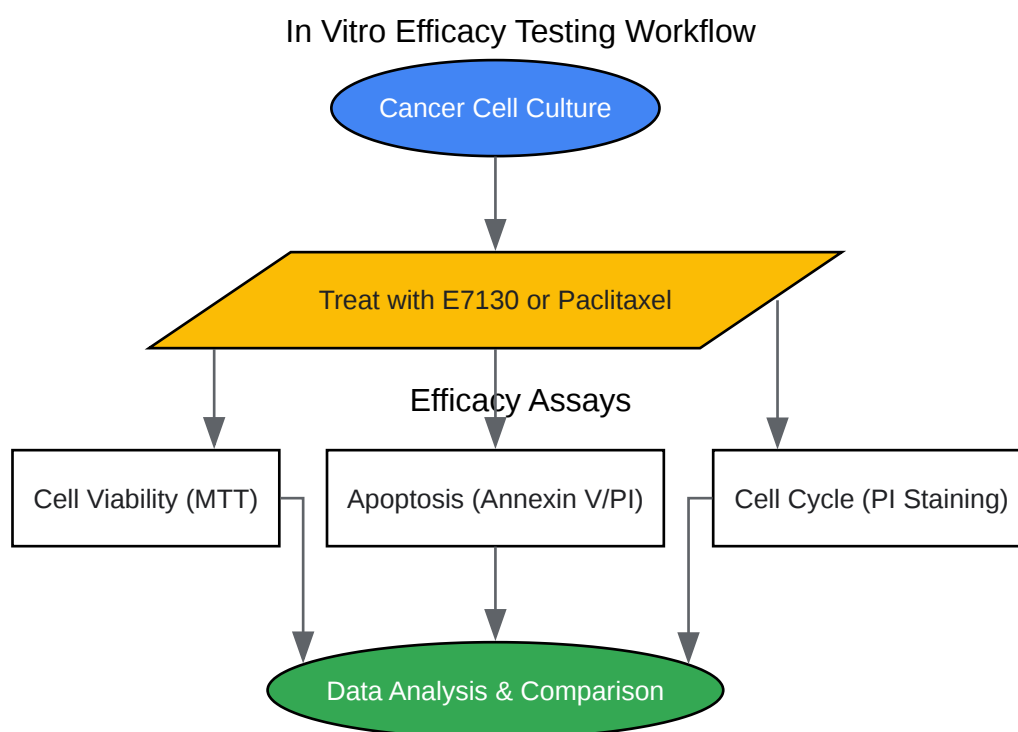 In Vitro Efficacy Testing Workflow
Cancer Cell Culture
Treat with E7130 or Paclitaxel
Efficacy Assays
Cell Viability (MTT)
Apoptosis (Annexin V/PI)
Cell Cycle (PI Staining)
Data Analysis & Comparison